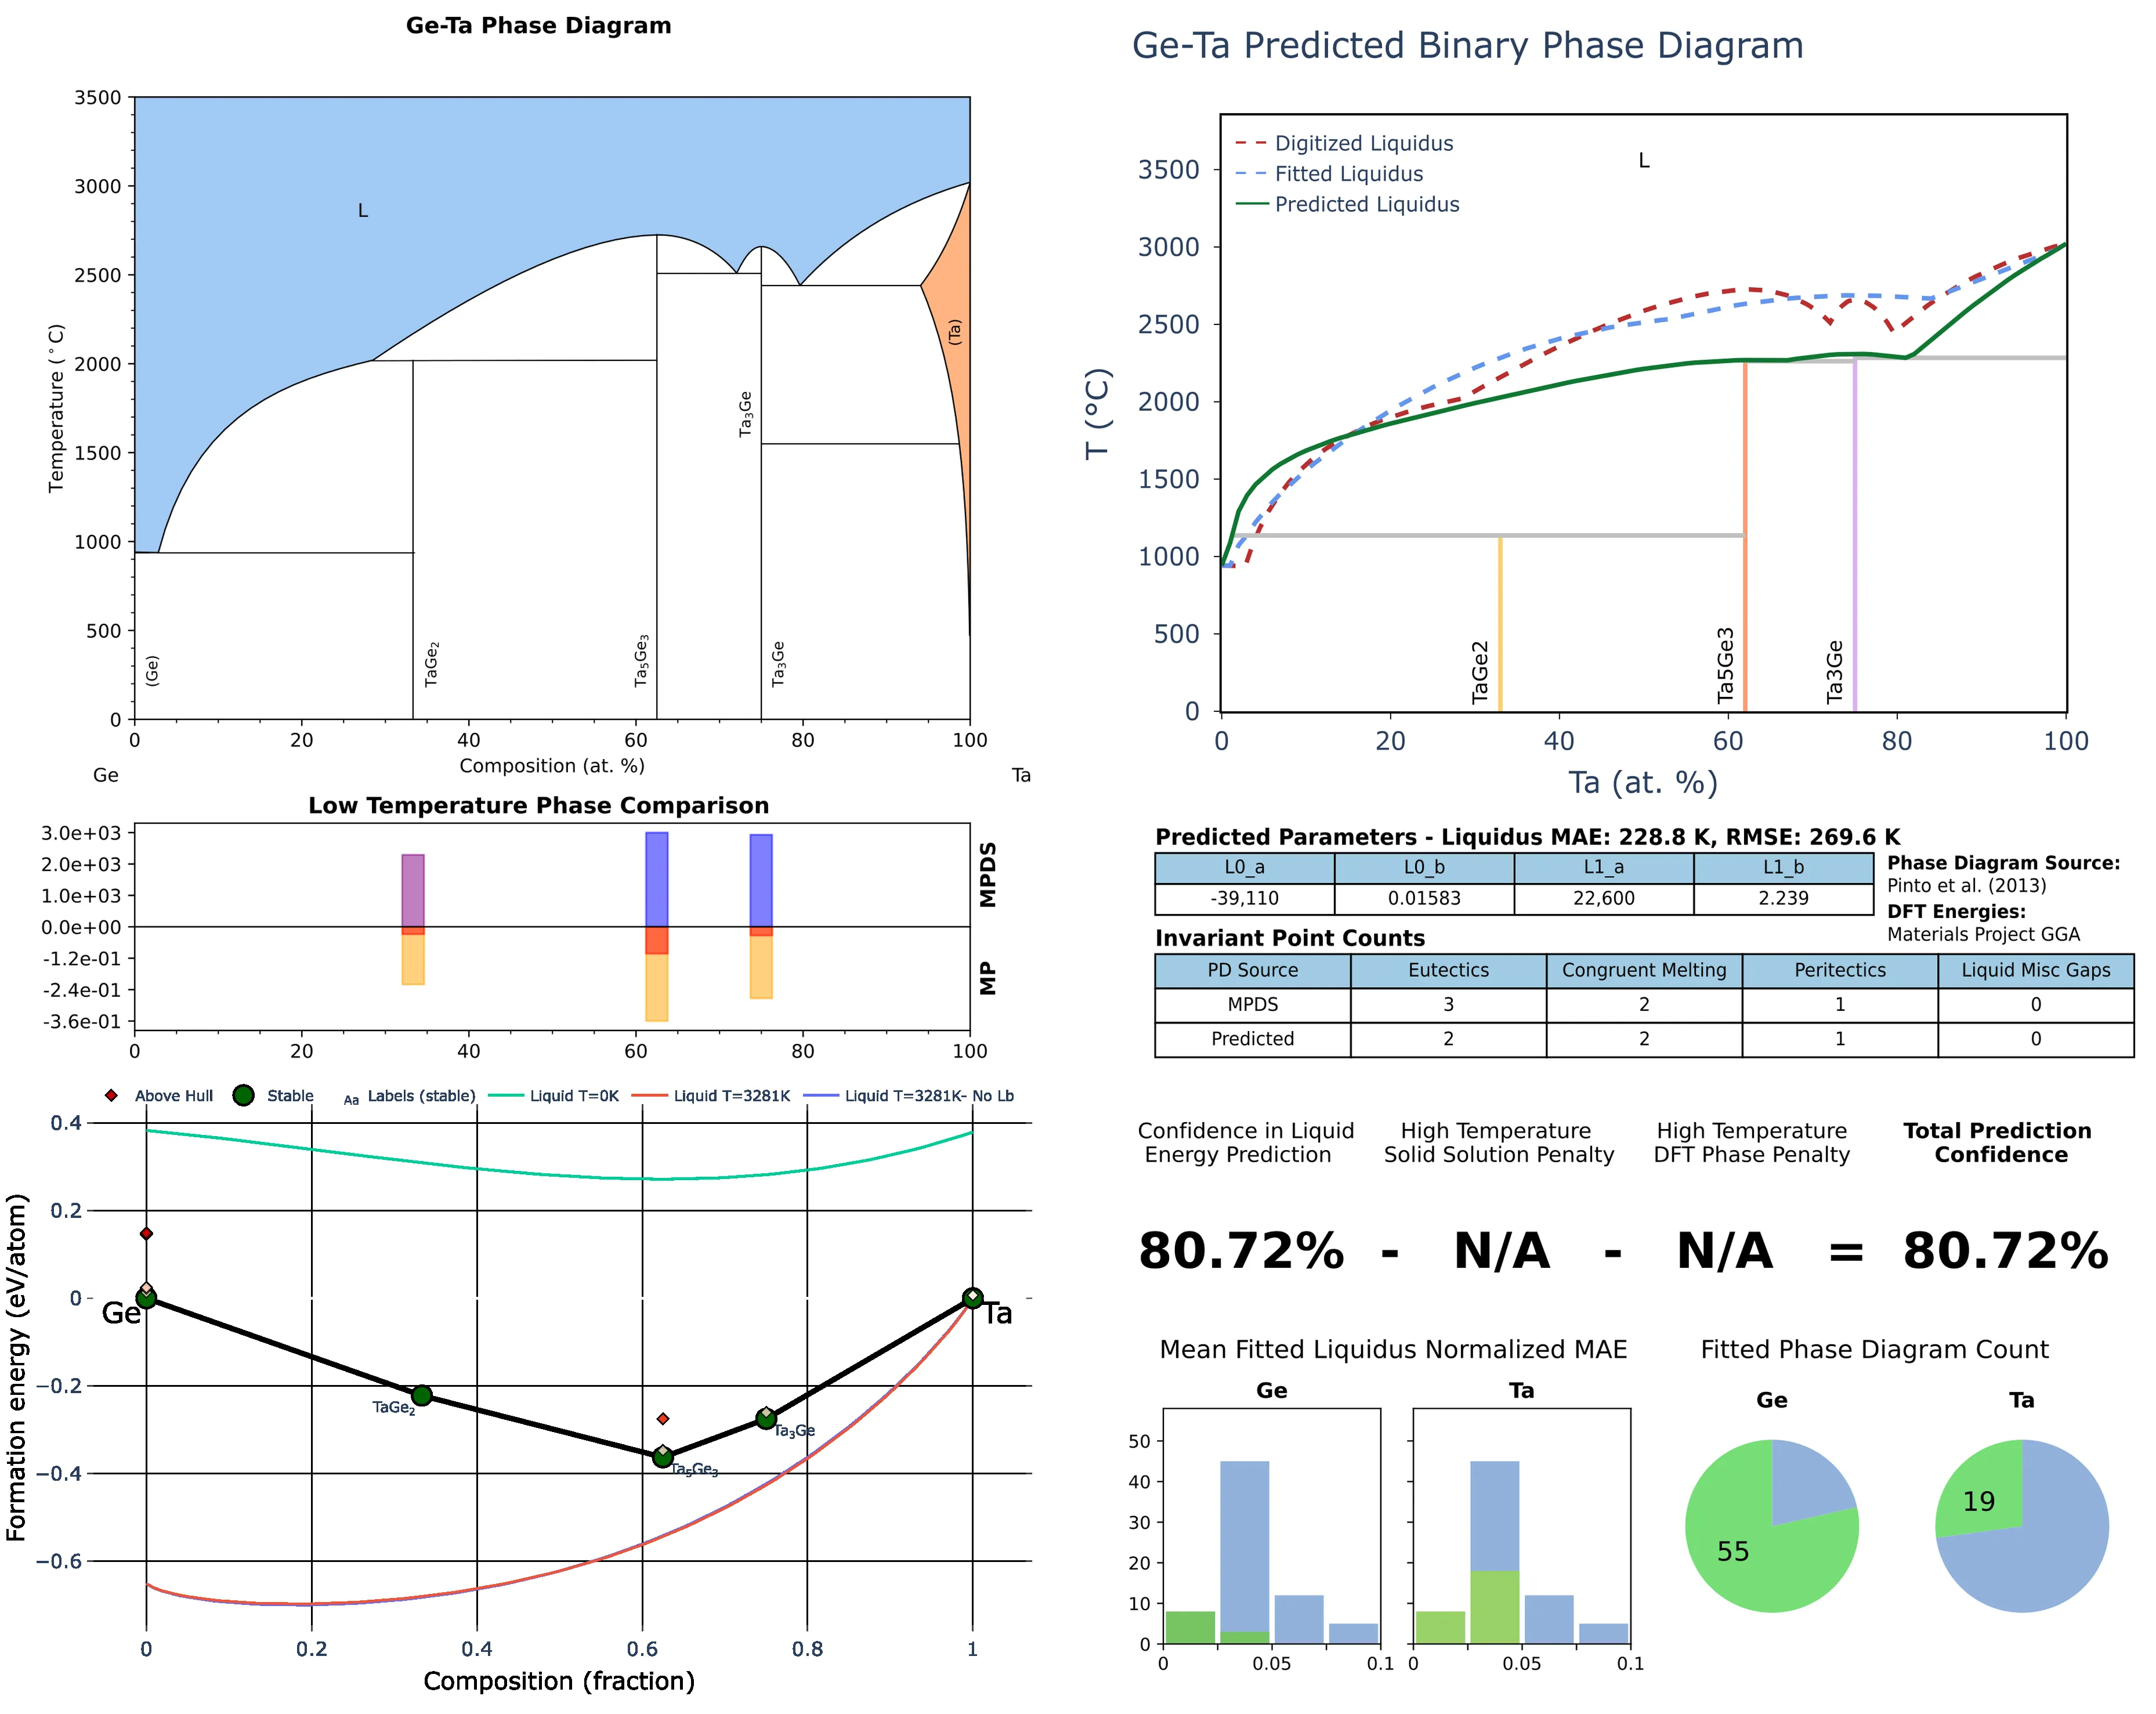 Ge-Ta Phase Diagram
3500
3000
2500
2000
1500
1000
500
0
Temperature (°C)
L
(Ge)
TaGe2
Ta5Ge3
Ta3Ge
Ta3Ge
(Ta)
0 20 40 60 80 100
Composition (at. %)
Ge Ta
Low Temperature Phase Comparison
3.0e+03
2.0e+03
1.0e+03
0.0e+00
-1.2e-01
-2.4e-01
-3.6e-01
MPDS
MP
0 20 40 60 80 100
Above Hull Stable Aa Labels (stable) Liquid T=0K Liquid T=3281K Liquid T=3281K- No Lb
0.4
0.2
0
−0.2
−0.4
−0.6
Formation energy (eV/atom)
Ge
TaGe2
Ta5Ge3
Ta3Ge
Ta
0 0.2 0.4 0.6 0.8 1
Composition (fraction)
Ge-Ta Predicted Binary Phase Diagram
Digitized Liquidus
Fitted Liquidus
Predicted Liquidus
L
3500
3000
2500
2000
1500
1000
500
0
T (°C)
TaGe2
Ta5Ge3
Ta3Ge
0 20 40 60 80 100
Ta (at. %)
Predicted Parameters - Liquidus MAE: 228.8 K, RMSE: 269.6 K
L0_a L0_b L1_a L1_b
-39,110 0.01583 22,600 2.239
Phase Diagram Source:
Pinto et al. (2013)
DFT Energies:
Materials Project GGA
Invariant Point Counts
PD Source Eutectics Congruent Melting Peritectics Liquid Misc Gaps
MPDS 3 2 1 0
Predicted 2 2 1 0
Confidence in Liquid
Energy Prediction
High Temperature
Solid Solution Penalty
High Temperature
DFT Phase Penalty
Total Prediction
Confidence
80.72% - N/A - N/A = 80.72%
Mean Fitted Liquidus Normalized MAE
Ge Ta
50
40
30
20
10
0
0 0.05 0.1
0 0.05 0.1
Fitted Phase Diagram Count
Ge Ta
55
19